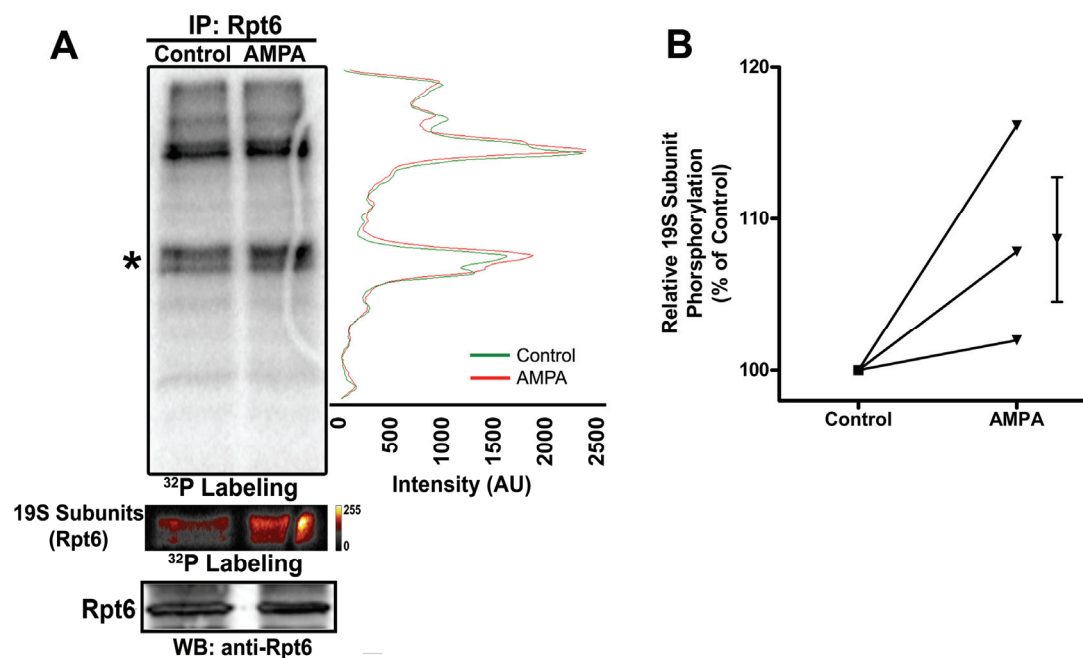 A
IP: Rpt6
Control AMPA
*
Control
AMPA
0 500 1000 1500 2000 2500
Intensity (AU)
³²P Labeling
19S Subunits
(Rpt6)
255
0
³²P Labeling
Rpt6
WB: anti-Rpt6
B
Relative 19S Subunit
Phorsphorylation
(% of Control)
120
110
100
Control AMPA